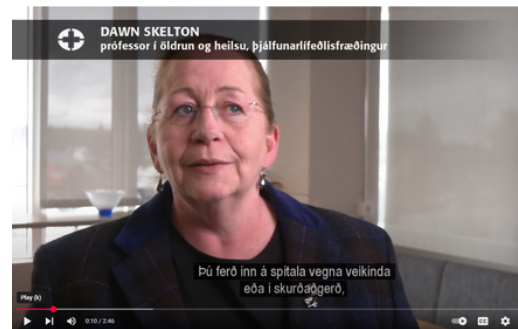 DAWN SKELTON
prófessor í öldrun og heilsu, þjálfunarlífeðlisfræðingur
Þú ferð inn á spítala vegna veikinda
eða í skurðaðgerð,
Play (k)
0:10 / 2:46
CC